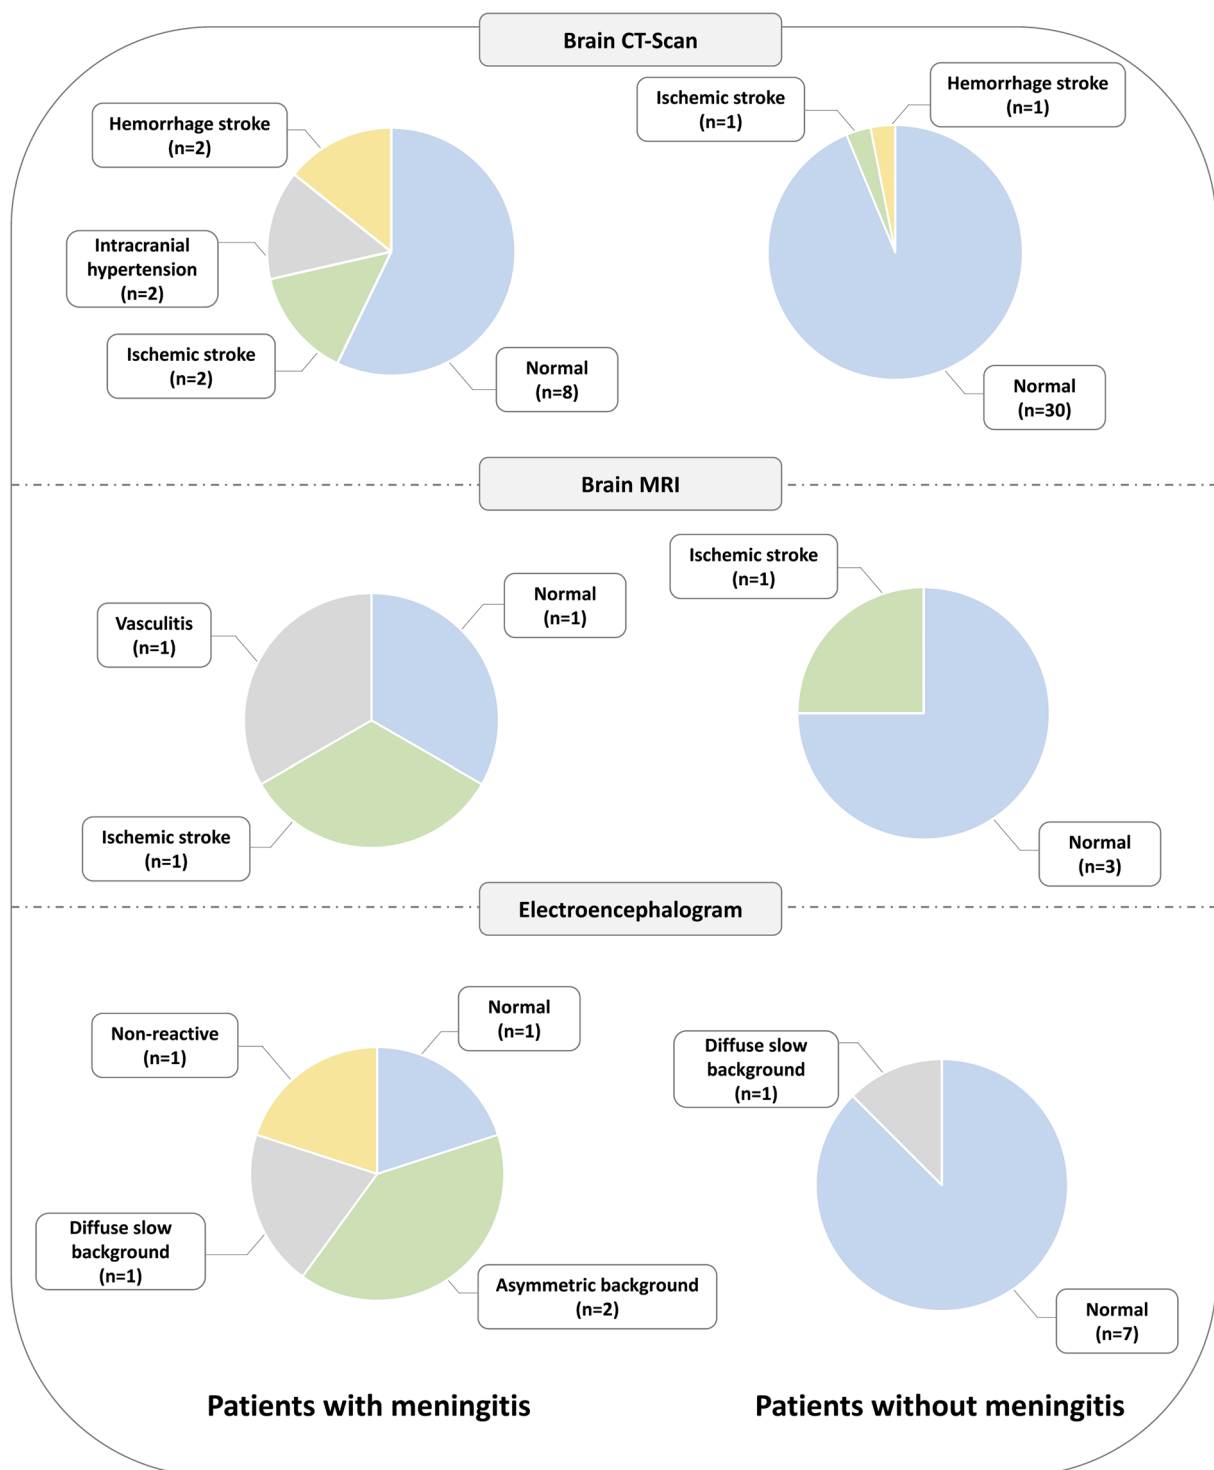 Brain CT-Scan
Hemorrhage stroke
(n=2)
Intracranial
hypertension
(n=2)
Ischemic stroke
(n=2)
Normal
(n=8)
Ischemic stroke
(n=1)
Hemorrhage stroke
(n=1)
Normal
(n=30)
Brain MRI
Vasculitis
(n=1)
Normal
(n=1)
Ischemic stroke
(n=1)
Ischemic stroke
(n=1)
Normal
(n=3)
Electroencephalogram
Non-reactive
(n=1)
Normal
(n=1)
Diffuse slow
background
(n=1)
Asymmetric background
(n=2)
Diffuse slow
background
(n=1)
Normal
(n=7)
Patients with meningitis
Patients without meningitis